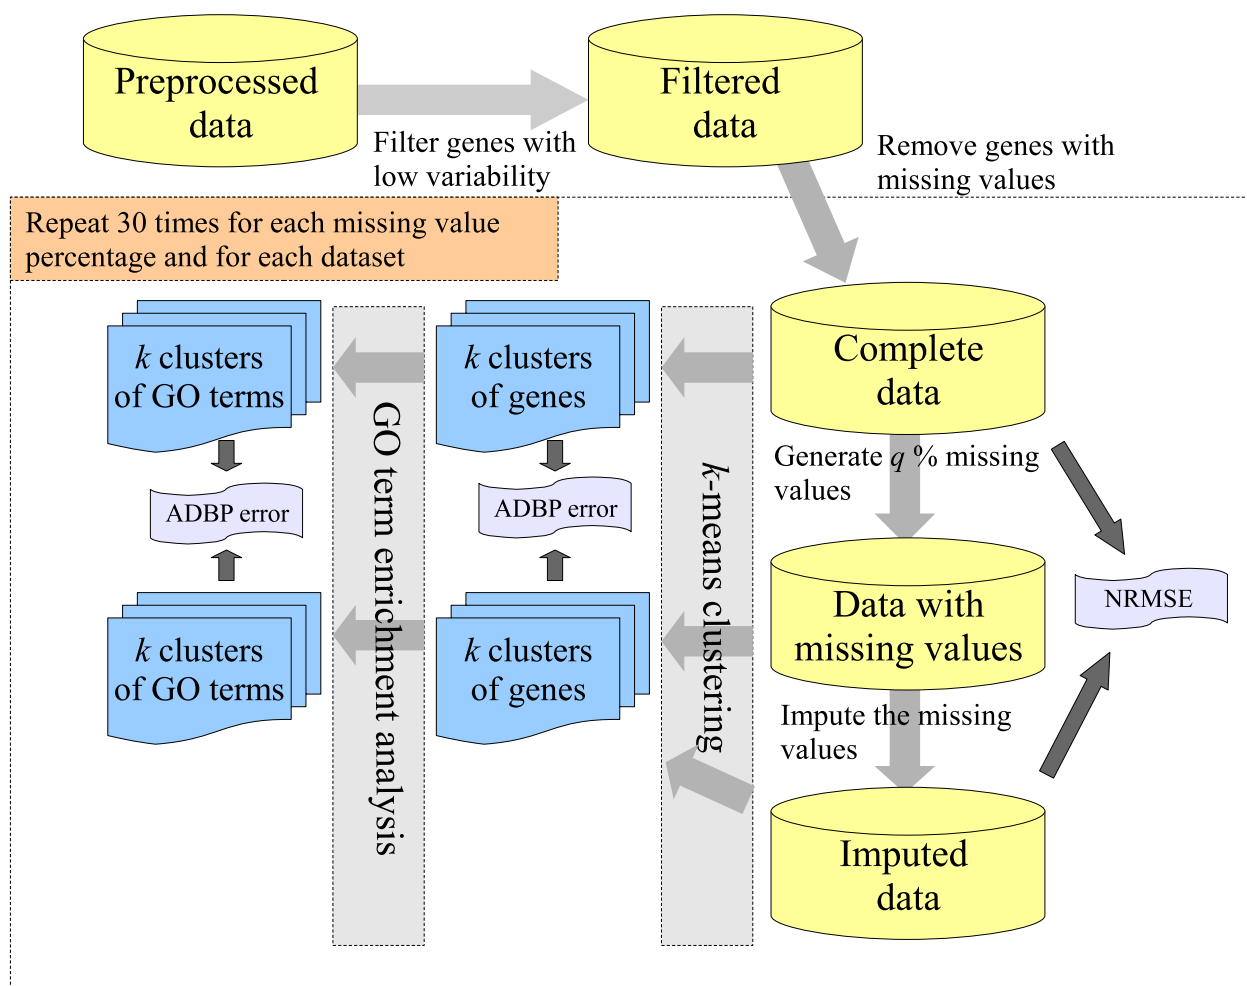 Preprocessed
data
Filter genes with
low variability
Filtered
data
Remove genes with
missing values
Repeat 30 times for each missing value
percentage and for each dataset
k clusters
of GO terms
ADBP error
k clusters
of GO terms
GO term enrichment analysis
k clusters
of genes
ADBP error
k clusters
of genes
k-means clustering
Complete
data
Generate q % missing
values
Data with
missing values
Impute the missing
values
Imputed
data
NRMSE